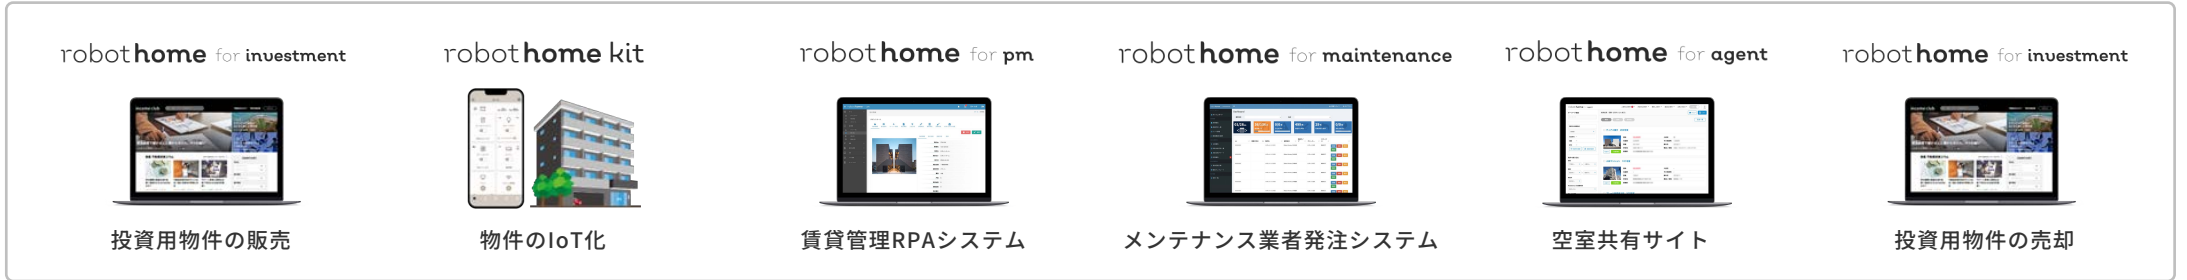 robot home for investment
robot home kit
robot home for pm
robot home for maintenance
robot home for agent
robot home for investment
投資用物件の販売
物件のIoT化
賃貸管理RPAシステム
メンテナンス業者発注システム
空室共有サイト
投資用物件の売却